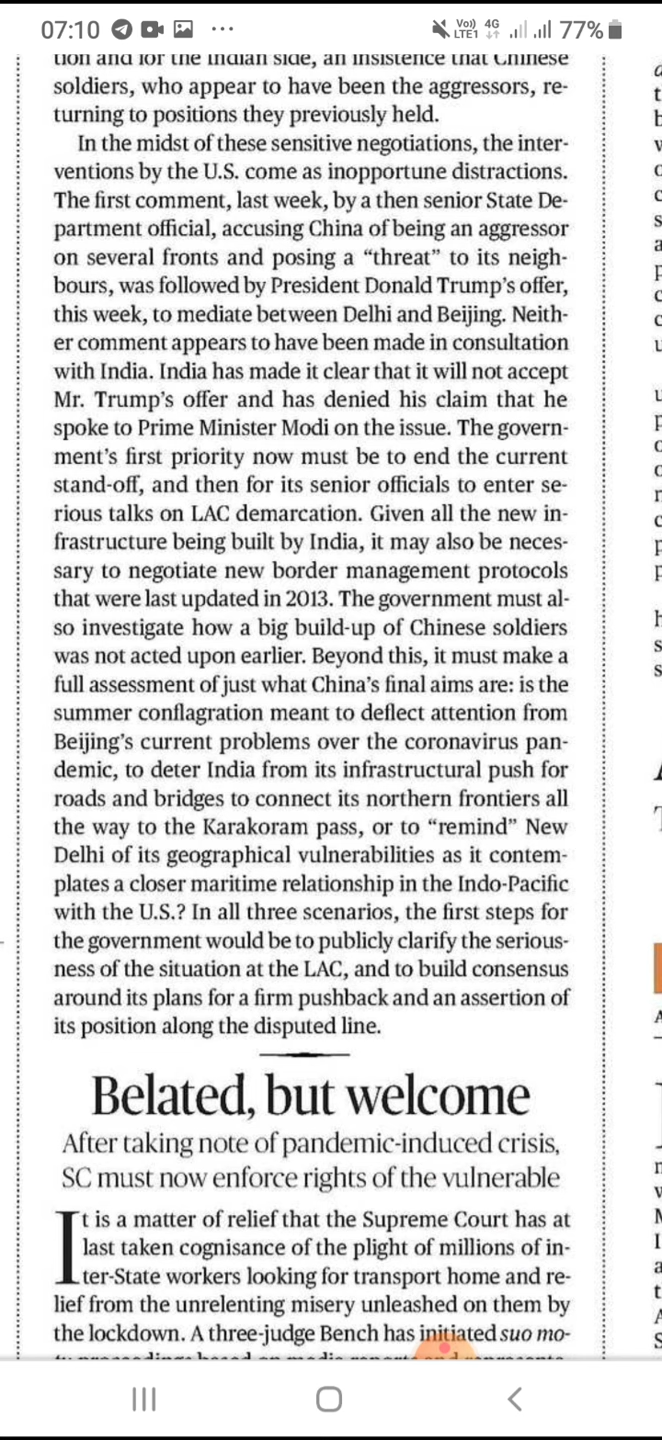 07:10
Vo)) 4G
LTE1
77%
tion and for the Indian side, an insistence that Chinese
soldiers, who appear to have been the aggressors, re-
turning to positions they previously held.
In the midst of these sensitive negotiations, the inter-
ventions by the U.S. come as inopportune distractions.
The first comment, last week, by a then senior State De-
partment official, accusing China of being an aggressor
on several fronts and posing a “threat” to its neigh-
bours, was followed by President Donald Trump’s offer,
this week, to mediate between Delhi and Beijing. Neith-
er comment appears to have been made in consultation
with India. India has made it clear that it will not accept
Mr. Trump’s offer and has denied his claim that he
spoke to Prime Minister Modi on the issue. The govern-
ment’s first priority now must be to end the current
stand-off, and then for its senior officials to enter se-
rious talks on LAC demarcation. Given all the new in-
frastructure being built by India, it may also be neces-
sary to negotiate new border management protocols
that were last updated in 2013. The government must al-
so investigate how a big build-up of Chinese soldiers
was not acted upon earlier. Beyond this, it must make a
full assessment of just what China’s final aims are: is the
summer conflagration meant to deflect attention from
Beijing’s current problems over the coronavirus pan-
demic, to deter India from its infrastructural push for
roads and bridges to connect its northern frontiers all
the way to the Karakoram pass, or to “remind” New
Delhi of its geographical vulnerabilities as it contem-
plates a closer maritime relationship in the Indo-Pacific
with the U.S.? In all three scenarios, the first steps for
the government would be to publicly clarify the serious-
ness of the situation at the LAC, and to build consensus
around its plans for a firm pushback and an assertion of
its position along the disputed line.
Belated, but welcome
After taking note of pandemic-induced crisis,
SC must now enforce rights of the vulnerable
It is a matter of relief that the Supreme Court has at
last taken cognisance of the plight of millions of in-
ter-State workers looking for transport home and re-
lief from the unrelenting misery unleashed on them by
the lockdown. A three-judge Bench has initiated suo mo-